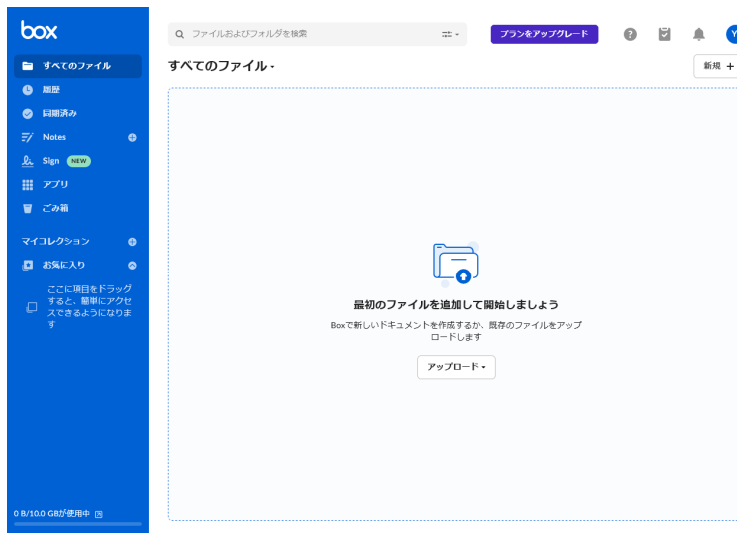 box
すべてのファイル
履歴
同期済み
Notes
Sign NEW
アプリ
ごみ箱
マイコレクション
お気に入り
ここに項目をドラッグ
すると、簡単にアクセ
スできるようになりま
す
0 B/10.0 GBが使用中
ファイルおよびフォルダを検索
プランをアップグレード
?
Y
すべてのファイル
新規 +
最初のファイルを追加して開始しましょう
Boxで新しいドキュメントを作成するか、既存のファイルをアップ
ロードします
アップロード